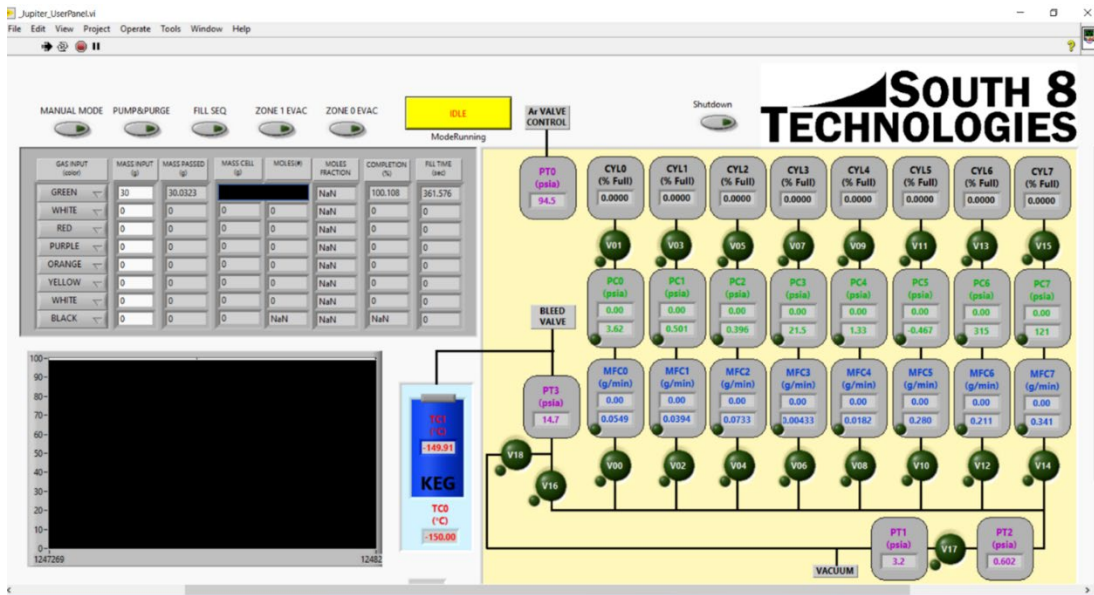 _Jupiter_UserPanel.vi
File Edit View Project Operate Tools Window Help
MANUAL MODE PUMP&PURGE FILL SEQ ZONE 1 EVAC ZONE 0 EVAC
IDLE
ModeRunning
Ar VALVE
CONTROL
Shutdown
SOUTH 8
TECHNOLOGIES
GAS INPUT (color) MASS INPUT (g) MASS PASSED (g) MASS CELL (g) MOLES(#) MOLES FRACTION COMPLETION (%) FILL TIME (sec)
GREEN 30 30.0323 NaN 100.108 361.576
WHITE 0 0 0 0 NaN 0 0
RED 0 0 0 0 NaN 0 0
PURPLE 0 0 0 0 NaN 0 0
ORANGE 0 0 0 0 NaN 0 0
YELLOW 0 0 0 0 NaN 0 0
WHITE 0 0 0 0 NaN 0 0
BLACK 0 0 0 NaN NaN NaN 0
PT0
(psia)
94.5
CYL0 CYL1 CYL2 CYL3 CYL4 CYL5 CYL6 CYL7
(% Full) (% Full) (% Full) (% Full) (% Full) (% Full) (% Full) (% Full)
0.0000 0.0000 0.0000 0.0000 0.0000 0.0000 0.0000 0.0000
V01 V03 V05 V07 V09 V11 V13 V15
PC0 PC1 PC2 PC3 PC4 PC5 PC6 PC7
(psia) (psia) (psia) (psia) (psia) (psia) (psia) (psia)
0.00 0.00 0.00 0.00 0.00 0.00 0.00 0.00
3.62 0.501 0.396 21.5 1.33 -0.467 315 121
BLEED
VALVE
MFC0 MFC1 MFC2 MFC3 MFC4 MFC5 MFC6 MFC7
(g/min) (g/min) (g/min) (g/min) (g/min) (g/min) (g/min) (g/min)
0.00 0.00 0.00 0.00 0.00 0.00 0.00 0.00
0.0549 0.0394 0.0733 0.00433 0.0182 0.280 0.211 0.341
PT3
(psia)
14.7
V18
V16
V00 V02 V04 V06 V08 V10 V12 V14
PT1
(psia)
3.2
V17
PT2
(psia)
0.602
VACUUM
TC1
(°C)
-149.91
KEG
TC0
(°C)
-150.00
100
90
80
70
60
50
40
30
20
10
0
1247269 12482